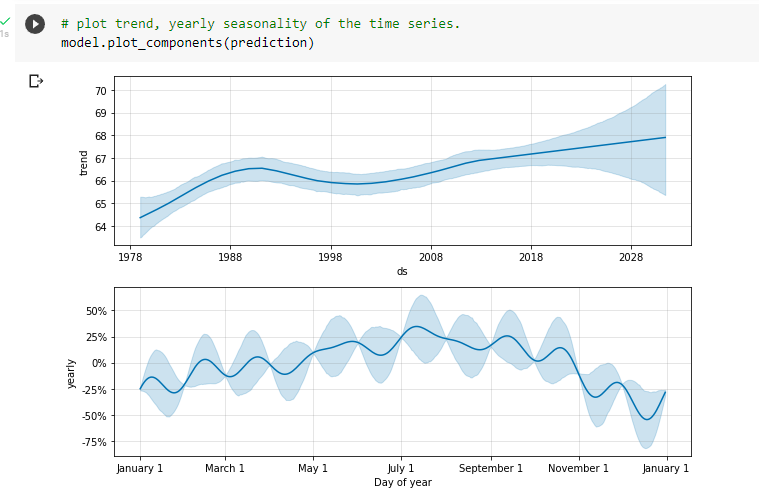 # plot trend, yearly seasonality of the time series.
model.plot_components(prediction)
1s
70
69
68
67
66
65
64
trend
1978
1988
1998
2008
2018
2028
ds
50%
25%
0%
-25%
-50%
-75%
yearly
January 1
March 1
May 1
July 1
September 1
November 1
January 1
Day of year